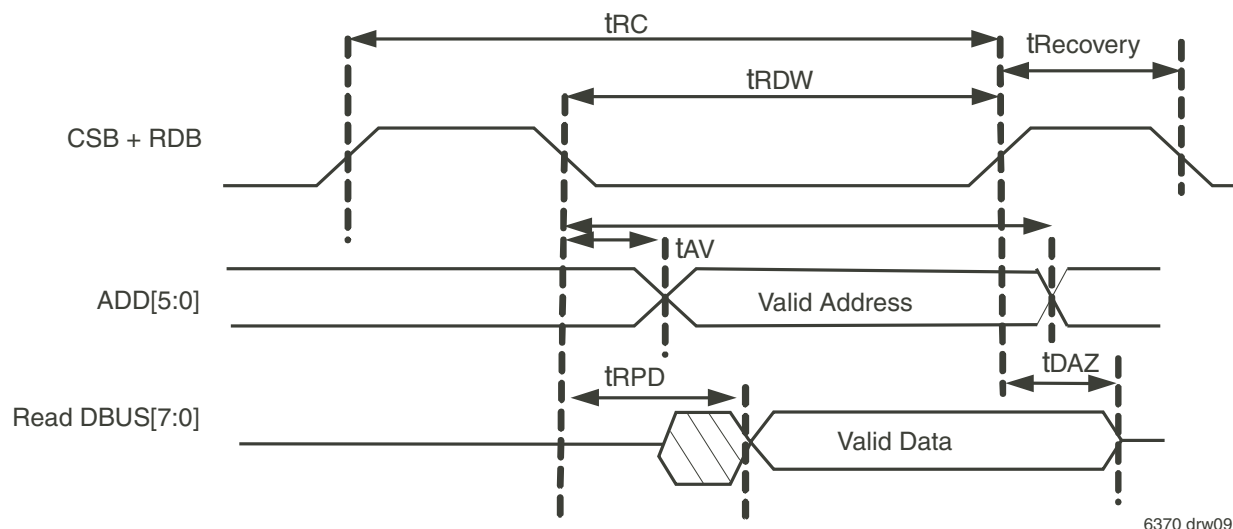 tRC
tRecovery
tRDW
CSB + RDB
tAV
ADD[5:0]
Valid Address
tDAZ
tRPD
Read DBUS[7:0]
Valid Data
6370 drw09